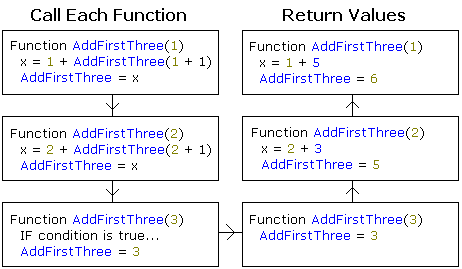 Call Each Function
Function AddFirstThree(1)
x = 1 + AddFirstThree(1 + 1)
AddFirstThree = x
Function AddFirstThree(2)
x = 2 + AddFirstThree(2 + 1)
AddFirstThree = x
Function AddFirstThree(3)
IF condition is true...
AddFirstThree = 3
Return Values
Function AddFirstThree(1)
x = 1 + 5
AddFirstThree = 6
Function AddFirstThree(2)
x = 2 + 3
AddFirstThree = 5
Function AddFirstThree(3)
AddFirstThree = 3